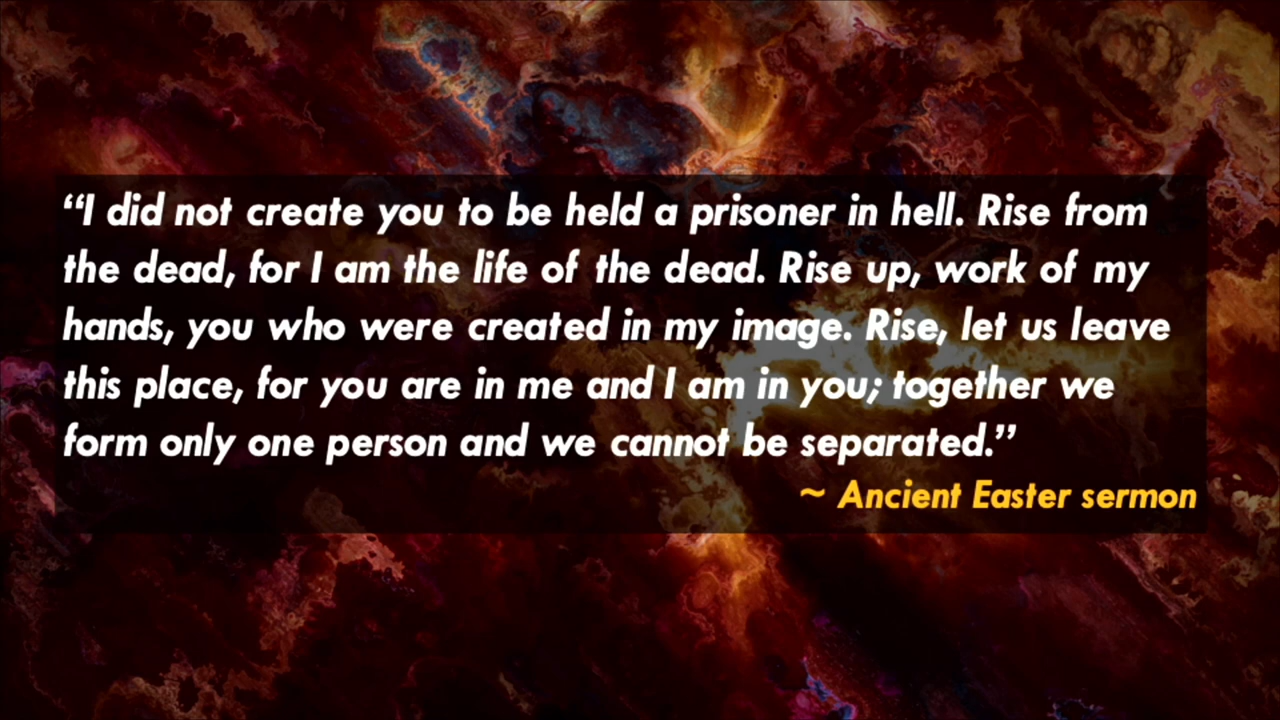 “I did not create you to be held a prisoner in hell. Rise from
the dead, for I am the life of the dead. Rise up, work of my
hands, you who were created in my image. Rise, let us leave
this place, for you are in me and I am in you; together we
form only one person and we cannot be separated.”
~ Ancient Easter sermon